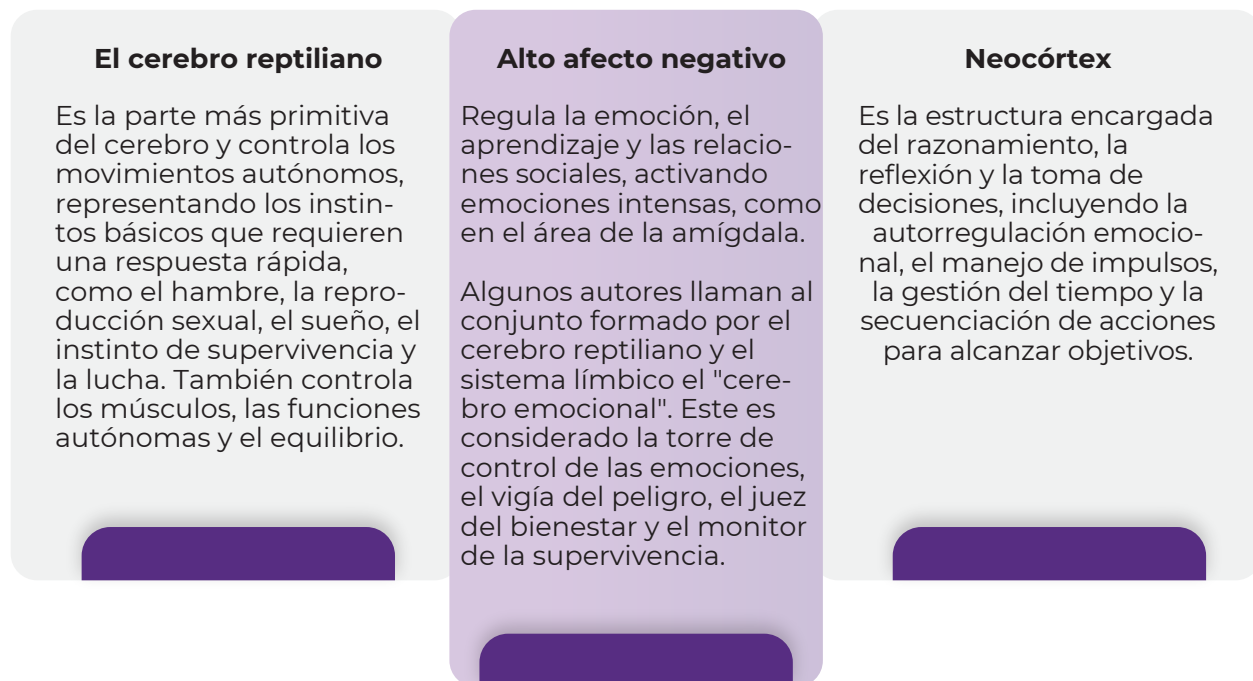 El cerebro reptiliano
Es la parte más primitiva
del cerebro y controla los
movimientos autónomos,
representando los instin-
tos básicos que requieren
una respuesta rápida,
como el hambre, la repro-
ducción sexual, el sueño, el
instinto de supervivencia y
la lucha. También controla
los músculos, las funciones
autónomas y el equilibrio.
Alto afecto negativo
Regula la emoción, el
aprendizaje y las relacio-
nes sociales, activando
emociones intensas, como
en el área de la amígdala.
Algunos autores llaman al
conjunto formado por el
cerebro reptiliano y el
sistema límbico el "cere-
bro emocional". Este es
considerado la torre de
control de las emociones,
el vigía del peligro, el juez
del bienestar y el monitor
de la supervivencia.
Neocórtex
Es la estructura encargada
del razonamiento, la
reflexión y la toma de
decisiones, incluyendo la
autorregulación emocio-
nal, el manejo de impulsos,
la gestión del tiempo y la
secuenciación de acciones
para alcanzar objetivos.